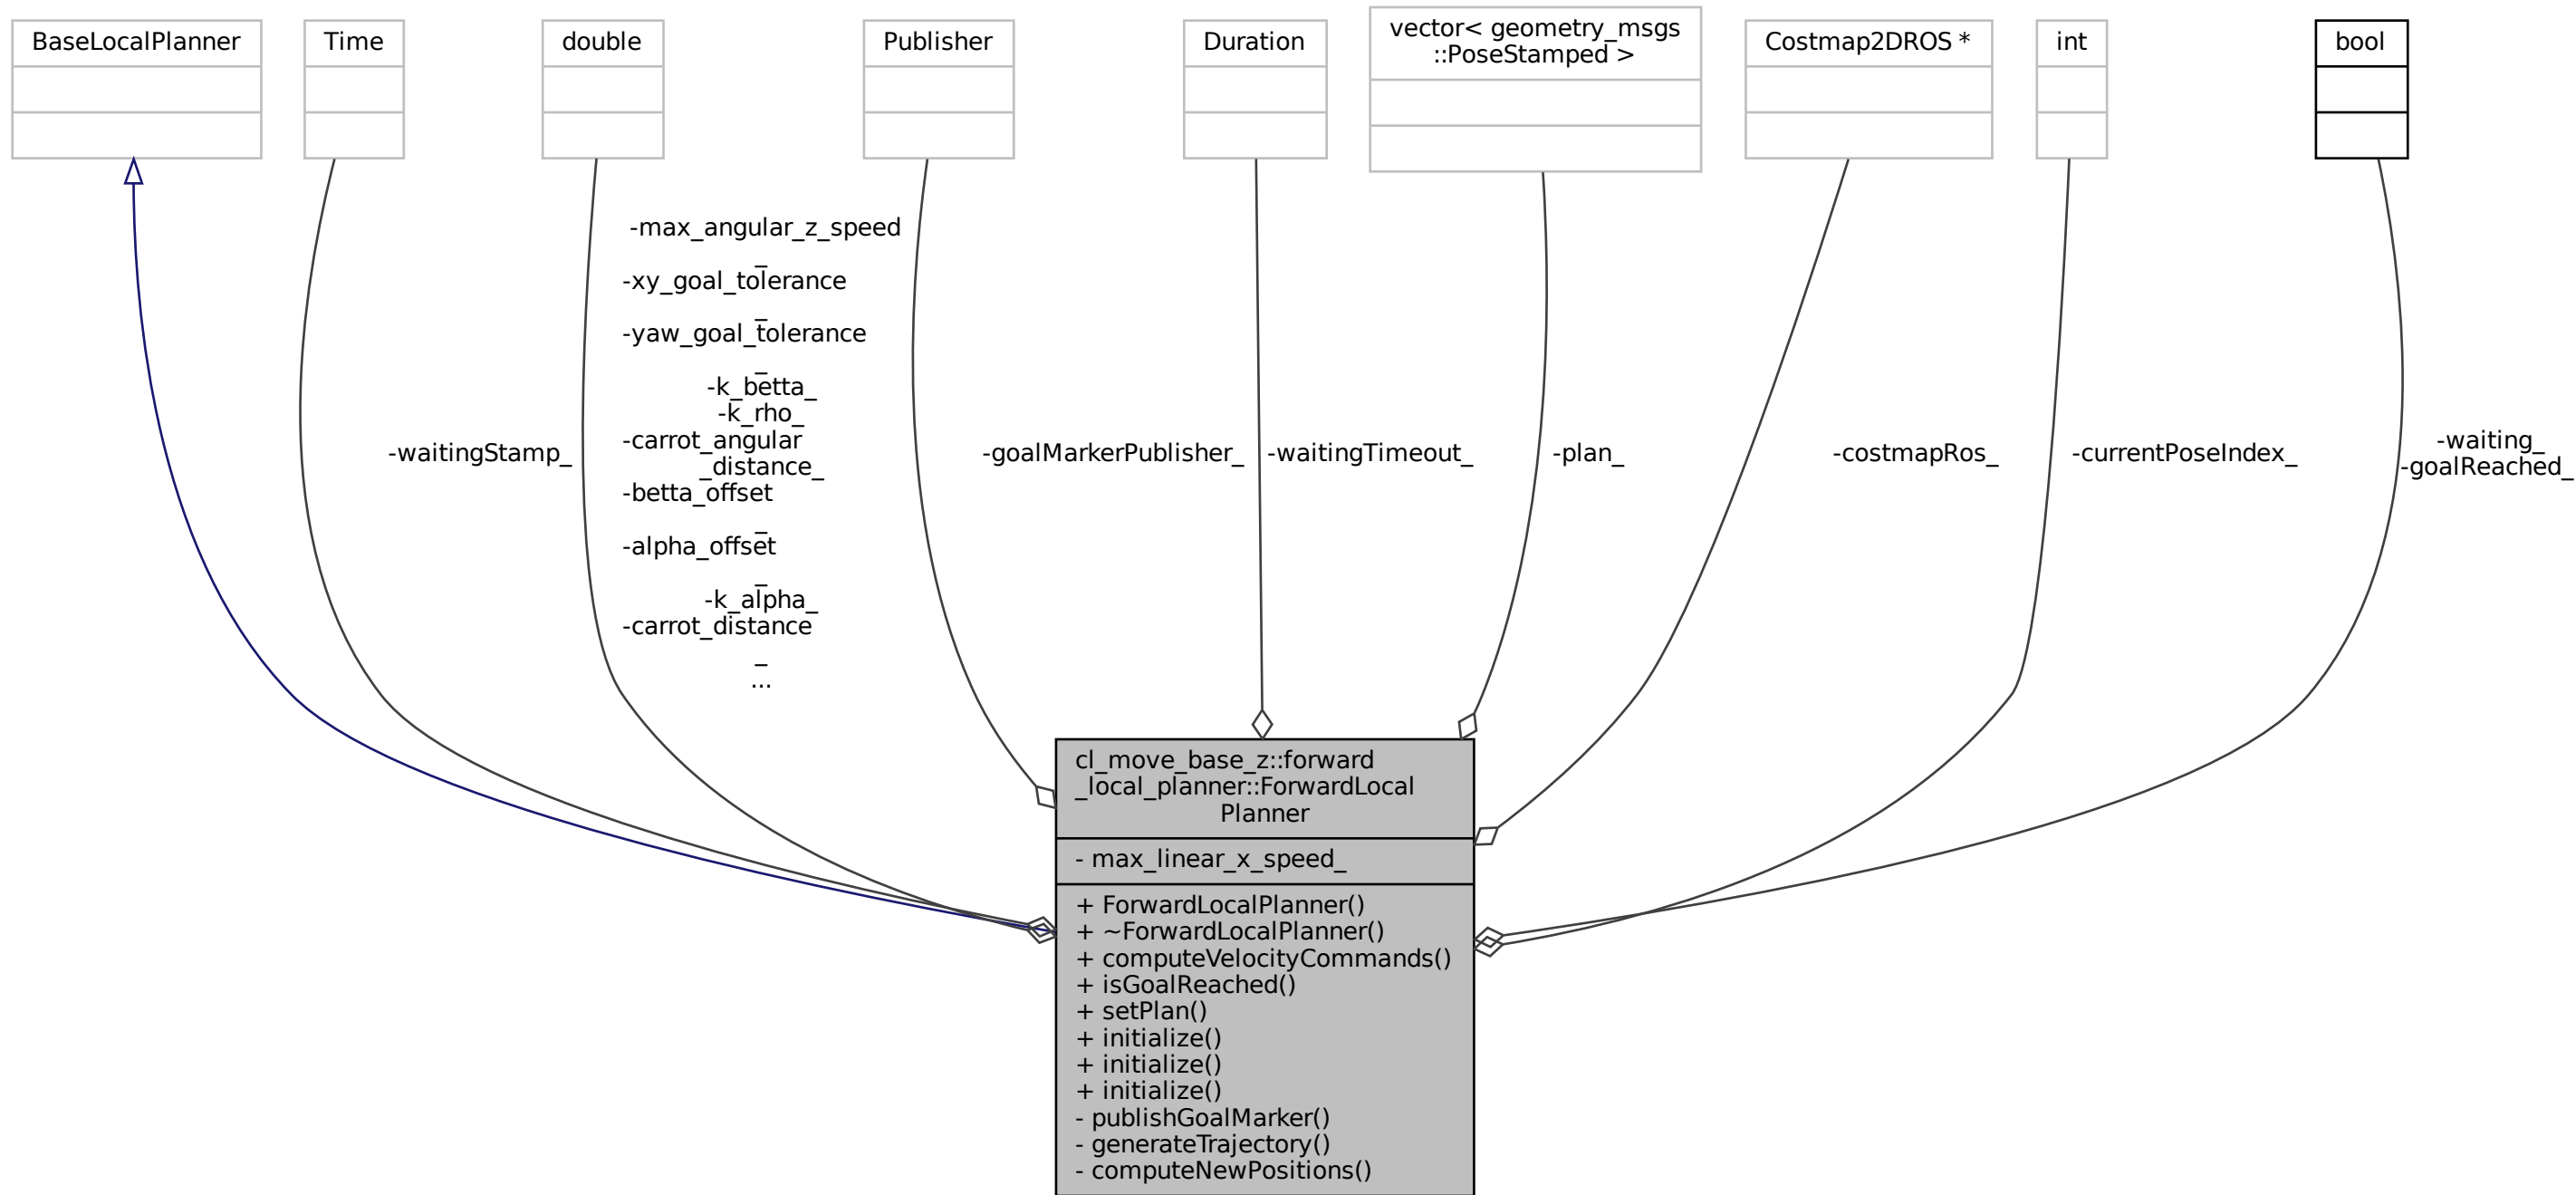 BaseLocalPlanner
Time
double
Publisher
Duration
vector< geometry_msgs
::PoseStamped >
Costmap2DROS *
int
bool
-waitingStamp_
-max_angular_z_speed
_
-xy_goal_tolerance
_
-yaw_goal_tolerance
_
-k_betta_
-k_rho_
-carrot_angular
_distance_
-betta_offset
_
-alpha_offset
_
-k_alpha_
-carrot_distance
_
...
-goalMarkerPublisher_
-waitingTimeout_
-plan_
-costmapRos_
-currentPoseIndex_
-waiting_
-goalReached_
cl_move_base_z::forward
_local_planner::ForwardLocal
Planner
- max_linear_x_speed_
+ ForwardLocalPlanner()
+ ~ForwardLocalPlanner()
+ computeVelocityCommands()
+ isGoalReached()
+ setPlan()
+ initialize()
+ initialize()
+ initialize()
- publishGoalMarker()
- generateTrajectory()
- computeNewPositions()